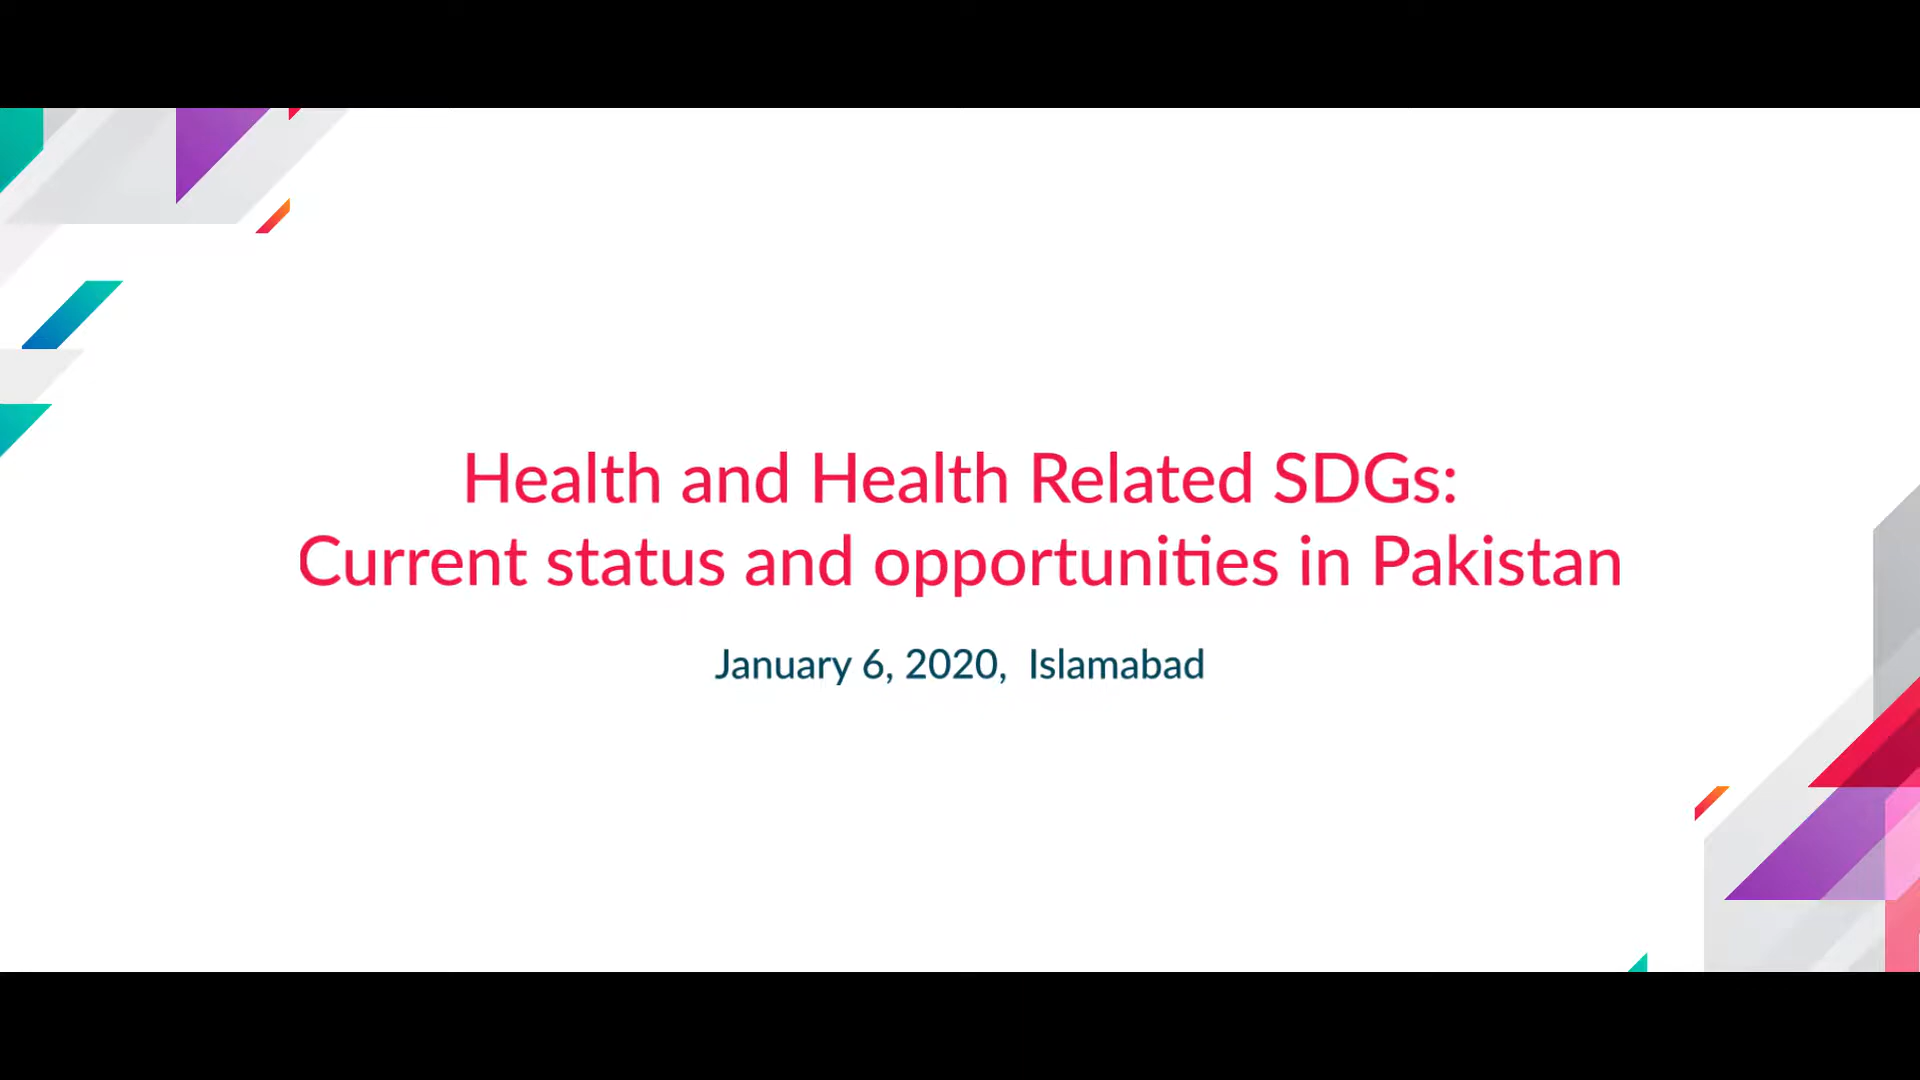 Health and Health Related SDGs:
Current status and opportunities in Pakistan
January 6, 2020, Islamabad